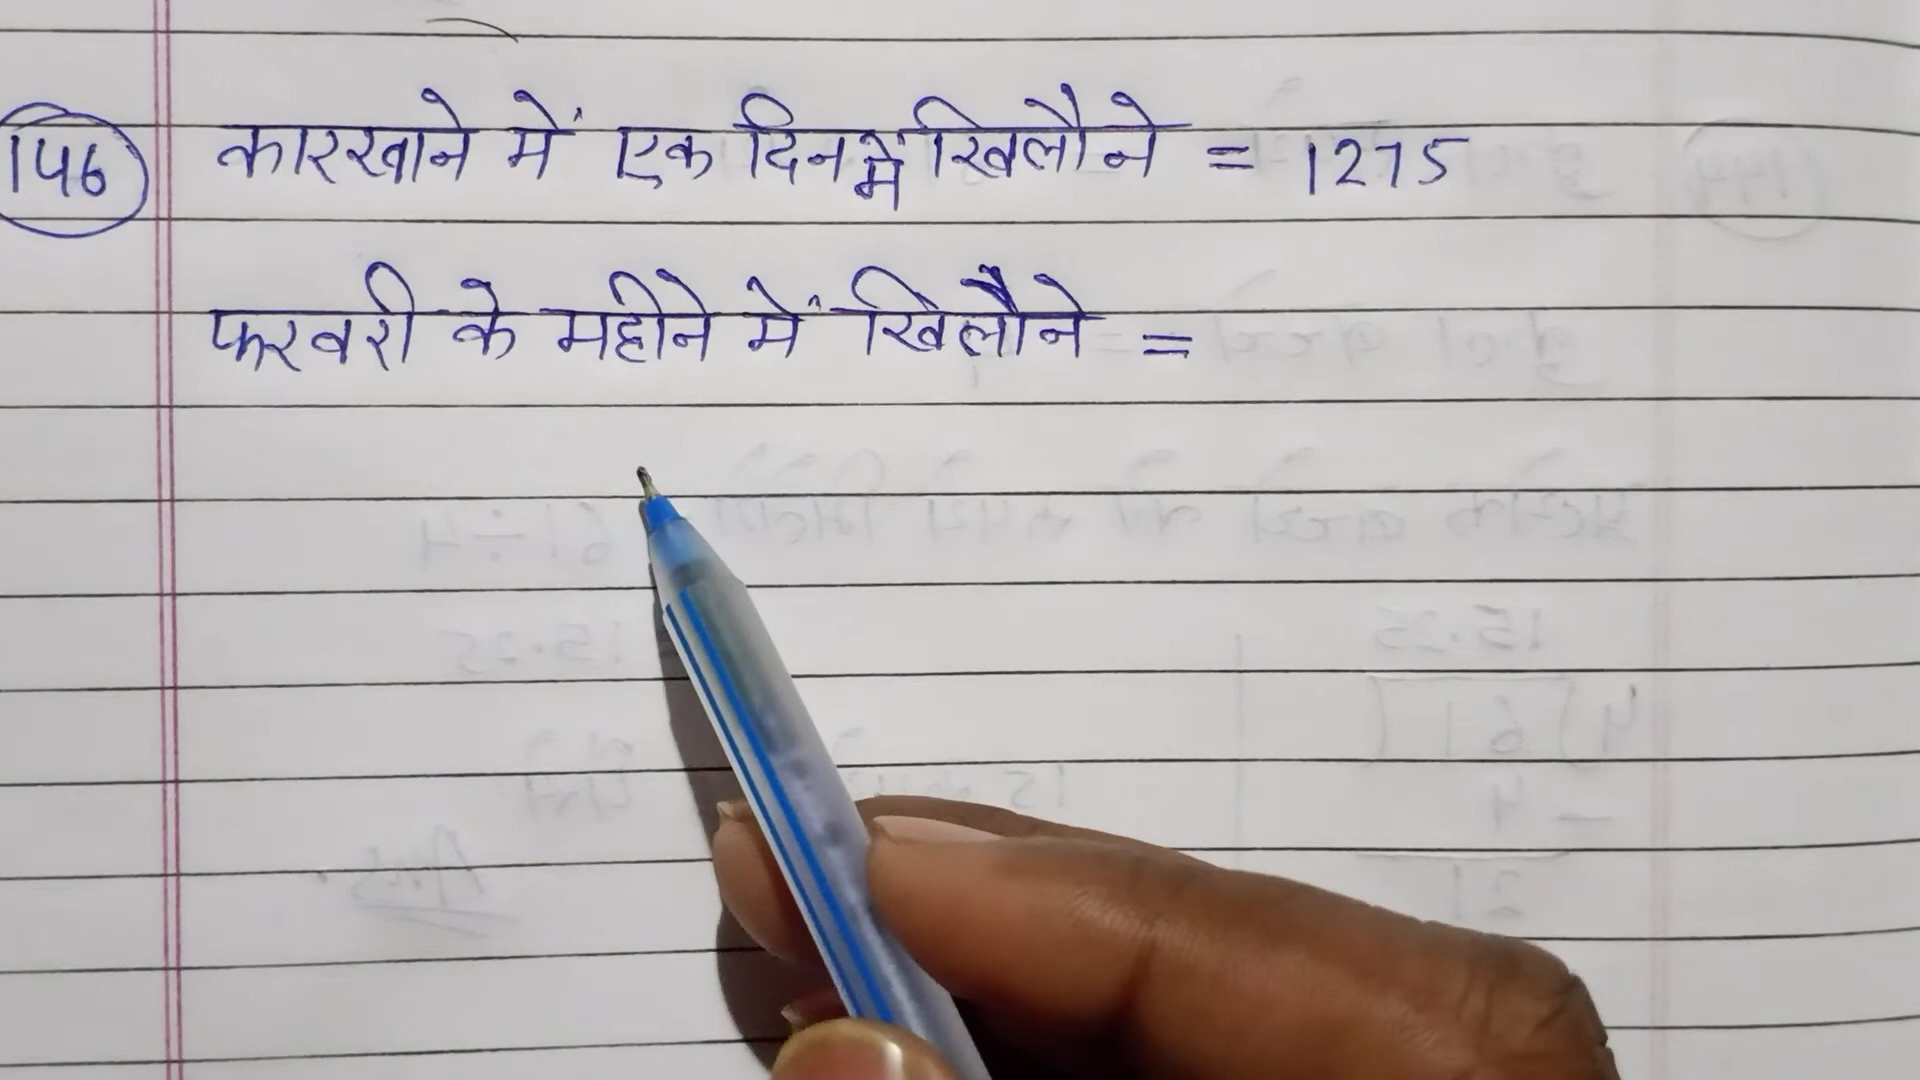 146 कारखाने में एक दिन में खिलौने = 1275
फरवरी के महीने में खिलौने =